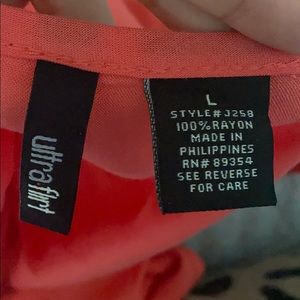 ultra flirt
L
STYLE#J258
100%RAYON
MADE IN
PHILIPPINES
RN# 89354
SEE REVERSE
FOR CARE